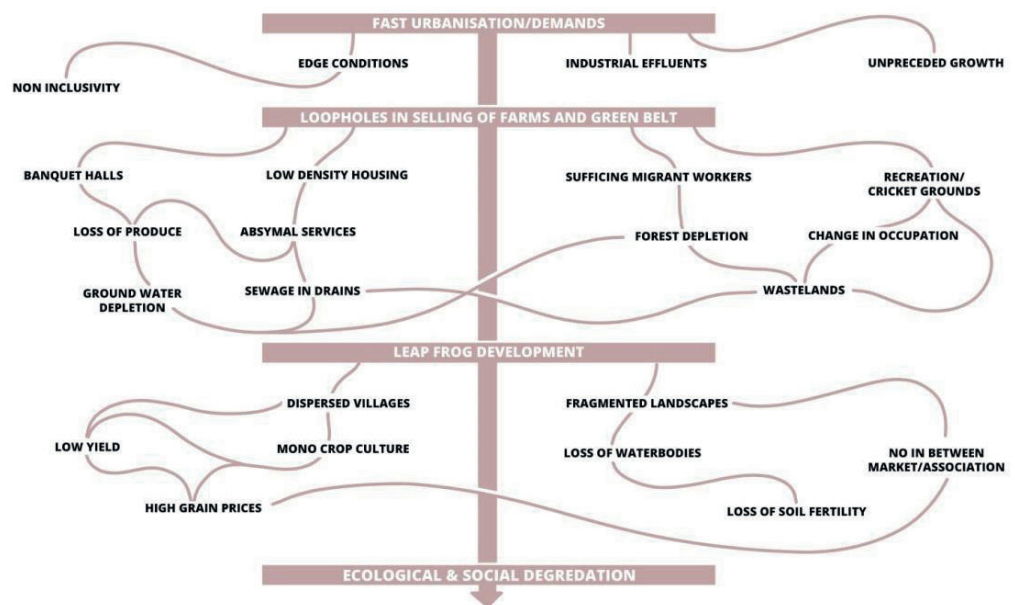 FAST URBANISATION/DEMANDS
EDGE CONDITIONS
INDUSTRIAL EFFLUENTS
UNPRECEDED GROWTH
NON INCLUSIVITY
LOOPHOLES IN SELLING OF FARMS AND GREEN BELT
BANQUET HALLS
LOW DENSITY HOUSING
SUFFICING MIGRANT WORKERS
RECREATION/
CRICKET GROUNDS
LOSS OF PRODUCE
ABSYMAL SERVICES
FOREST DEPLETION
CHANGE IN OCCUPATION
GROUND WATER
DEPLETION
SEWAGE IN DRAINS
WASTELANDS
LEAP FROG DEVELOPMENT
DISPERSED VILLAGES
FRAGMENTED LANDSCAPES
LOW YIELD
MONO CROP CULTURE
LOSS OF WATERBODIES
NO IN BETWEEN
MARKET/ASSOCIATION
HIGH GRAIN PRICES
LOSS OF SOIL FERTILITY
ECOLOGICAL & SOCIAL DEGREDATION